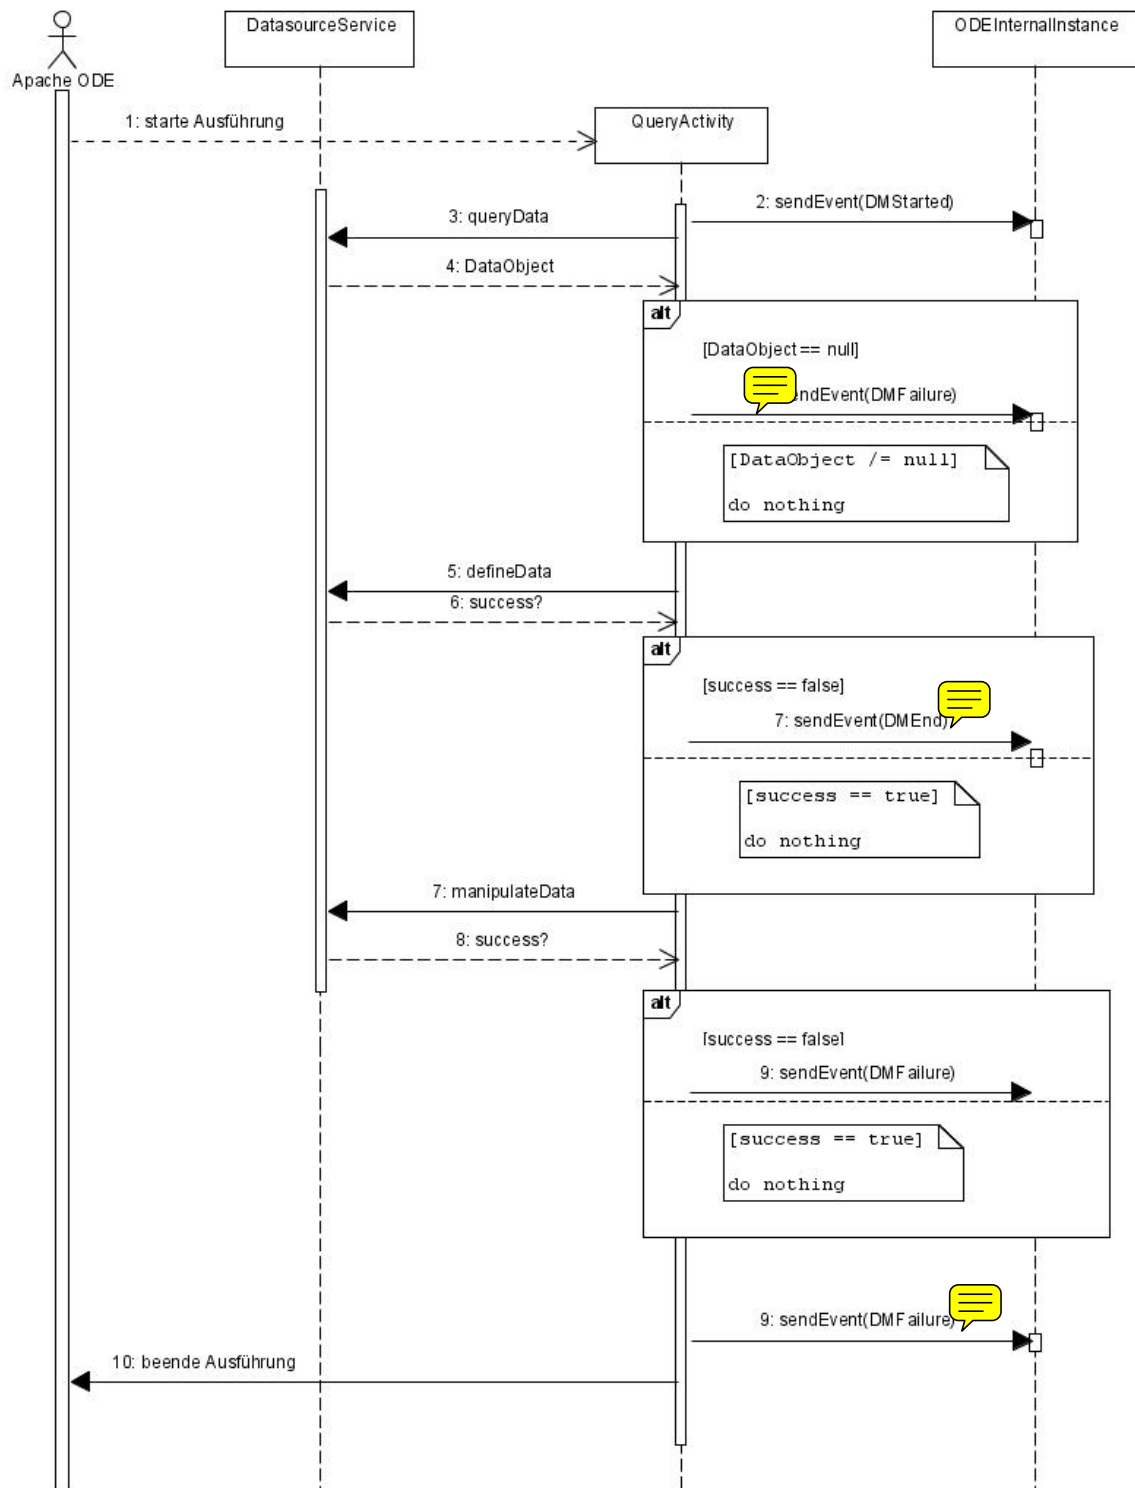 DatasourceService
ODEInternalInstance
Apache ODE
1: starte Ausführung
QueryActivity
2: sendEvent(DMStarted)
3: queryData
4: DataObject
alt
[DataObject == null]
endEvent(DMFailure)
[DataObject /= null]
do nothing
5: defineData
6: success?
alt
[success == false]
7: sendEvent(DMEnd)
[success == true]
do nothing
7: manipulateData
8: success?
alt
[success == false]
9: sendEvent(DMFailure)
[success == true]
do nothing
9: sendEvent(DMFailure)
10: beende Ausführung